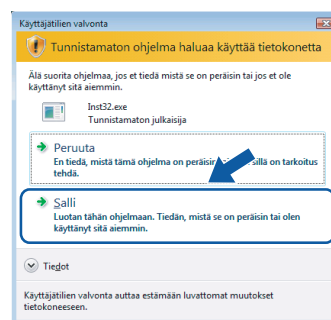 Käyttäjätilien valvonta
Tunnistamaton ohjelma haluaa käyttää tietokonetta
Älä suorita ohjelmaa, jos et tiedä mistä se on peräisin tai jos et ole
käyttänyt sitä aiemmin.
Inst32.exe
Tunnistamaton julkaisija
Peruuta
En tiedä, mistä tämä ohjelma on peräisin sillä on tarkoitus
tehdä.
Salli
Luotan tähän ohjelmaan. Tiedän, mistä se on peräisin tai olen
käyttänyt sitä aiemmin.
Tiedot
Käyttäjätilien valvonta auttaa estämään luvattomat muutokset
tietokoneeseen.